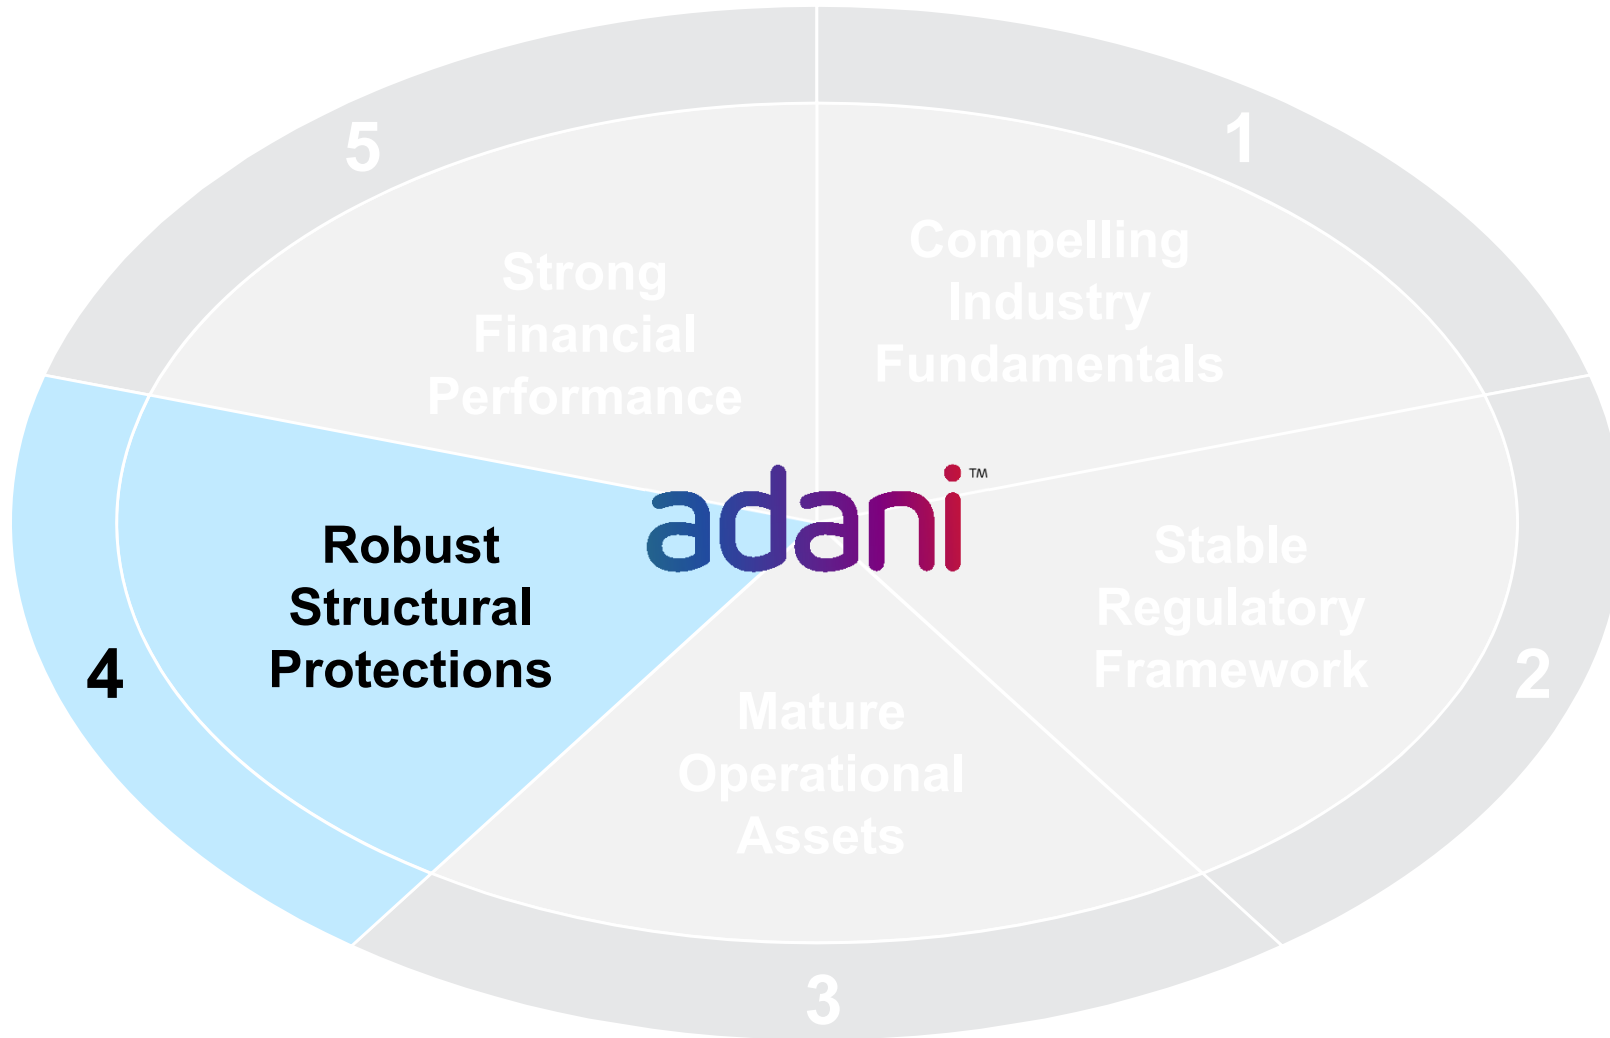 1
Compelling
Industry
Fundamentals
2
Stable
Regulatory
Framework
3
Mature
Operational
Assets
4
Robust
Structural
Protections
5
Strong
Financial
Performance
adani™